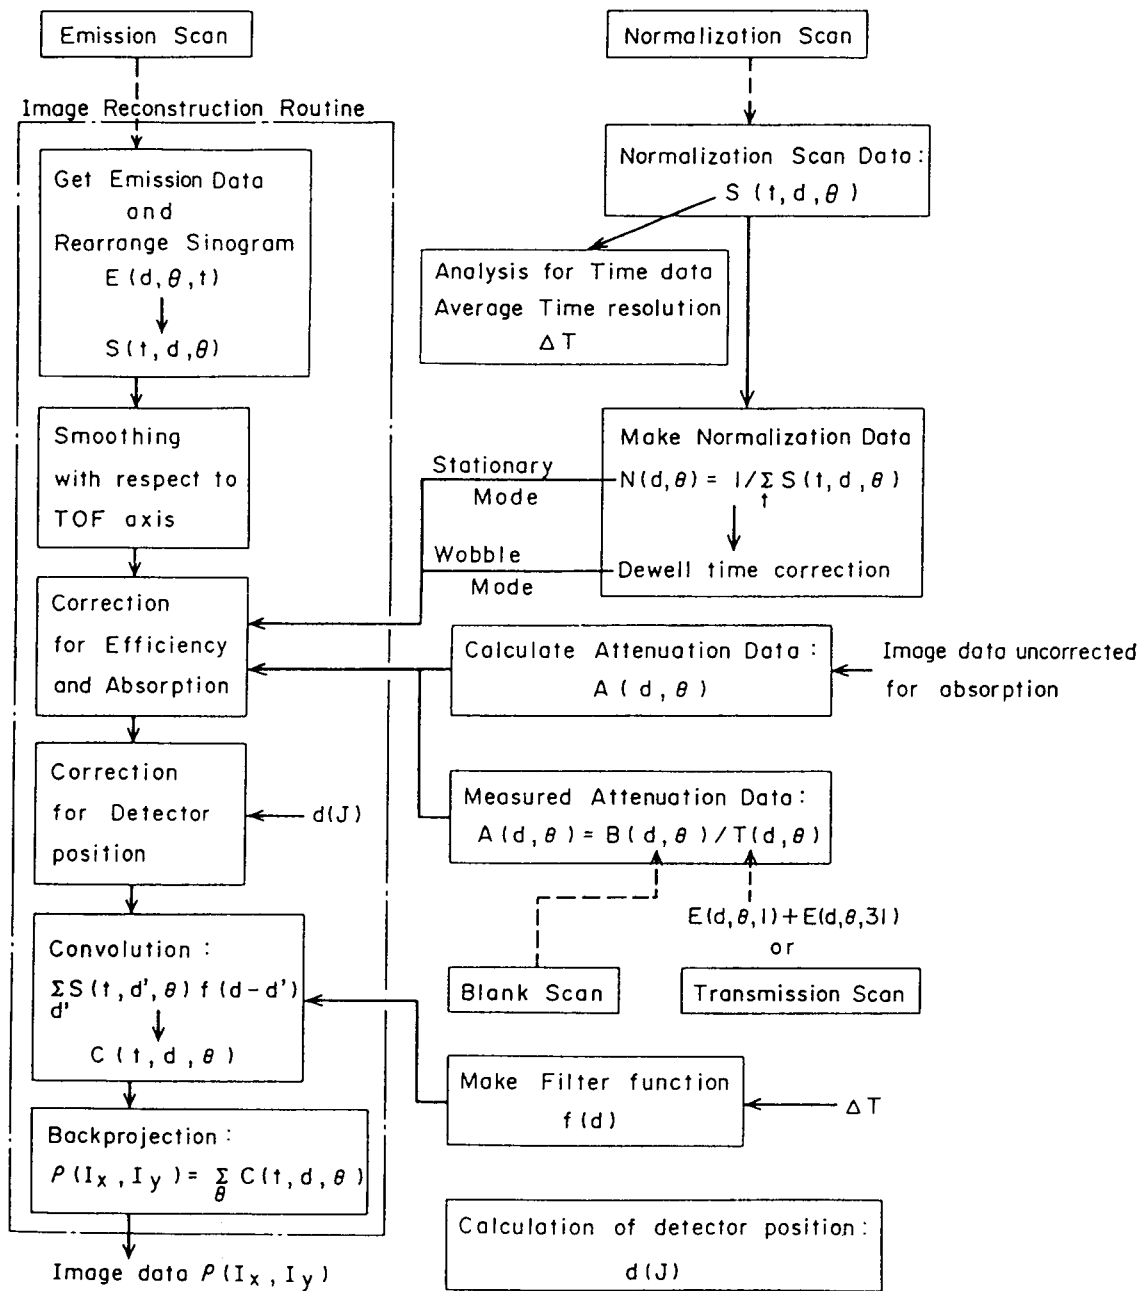 Emission Scan
Image Reconstruction Routine
Get Emission Data
and
Rearrange Sinogram
E(d,θ,t)
S(t,d,θ)
Smoothing
with respect to
TOF axis
Correction
for Efficiency
and Absorption
Correction
for Detector
position
d(J)
Convolution :
Σ S(t,d',θ) f(d-d')
d'
C(t,d,θ)
Backprojection :
ρ(Ix,Iy) = Σ C(t,d,θ)
θ
Image data ρ(Ix,Iy)
Normalization Scan
Normalization Scan Data :
S(t,d,θ)
Analysis for Time data
Average Time resolution
ΔT
Make Normalization Data
N(d,θ) = 1/Σ S(t,d,θ)
t
Dewell time correction
Stationary
Mode
Wobble
Mode
Calculate Attenuation Data :
A(d,θ)
Image data uncorrected
for absorption
Measured Attenuation Data :
A(d,θ) = B(d,θ)/T(d,θ)
E(d,θ,1)+E(d,θ,31)
or
Blank Scan
Transmission Scan
Make Filter function
f(d)
ΔT
Calculation of detector position :
d(J)